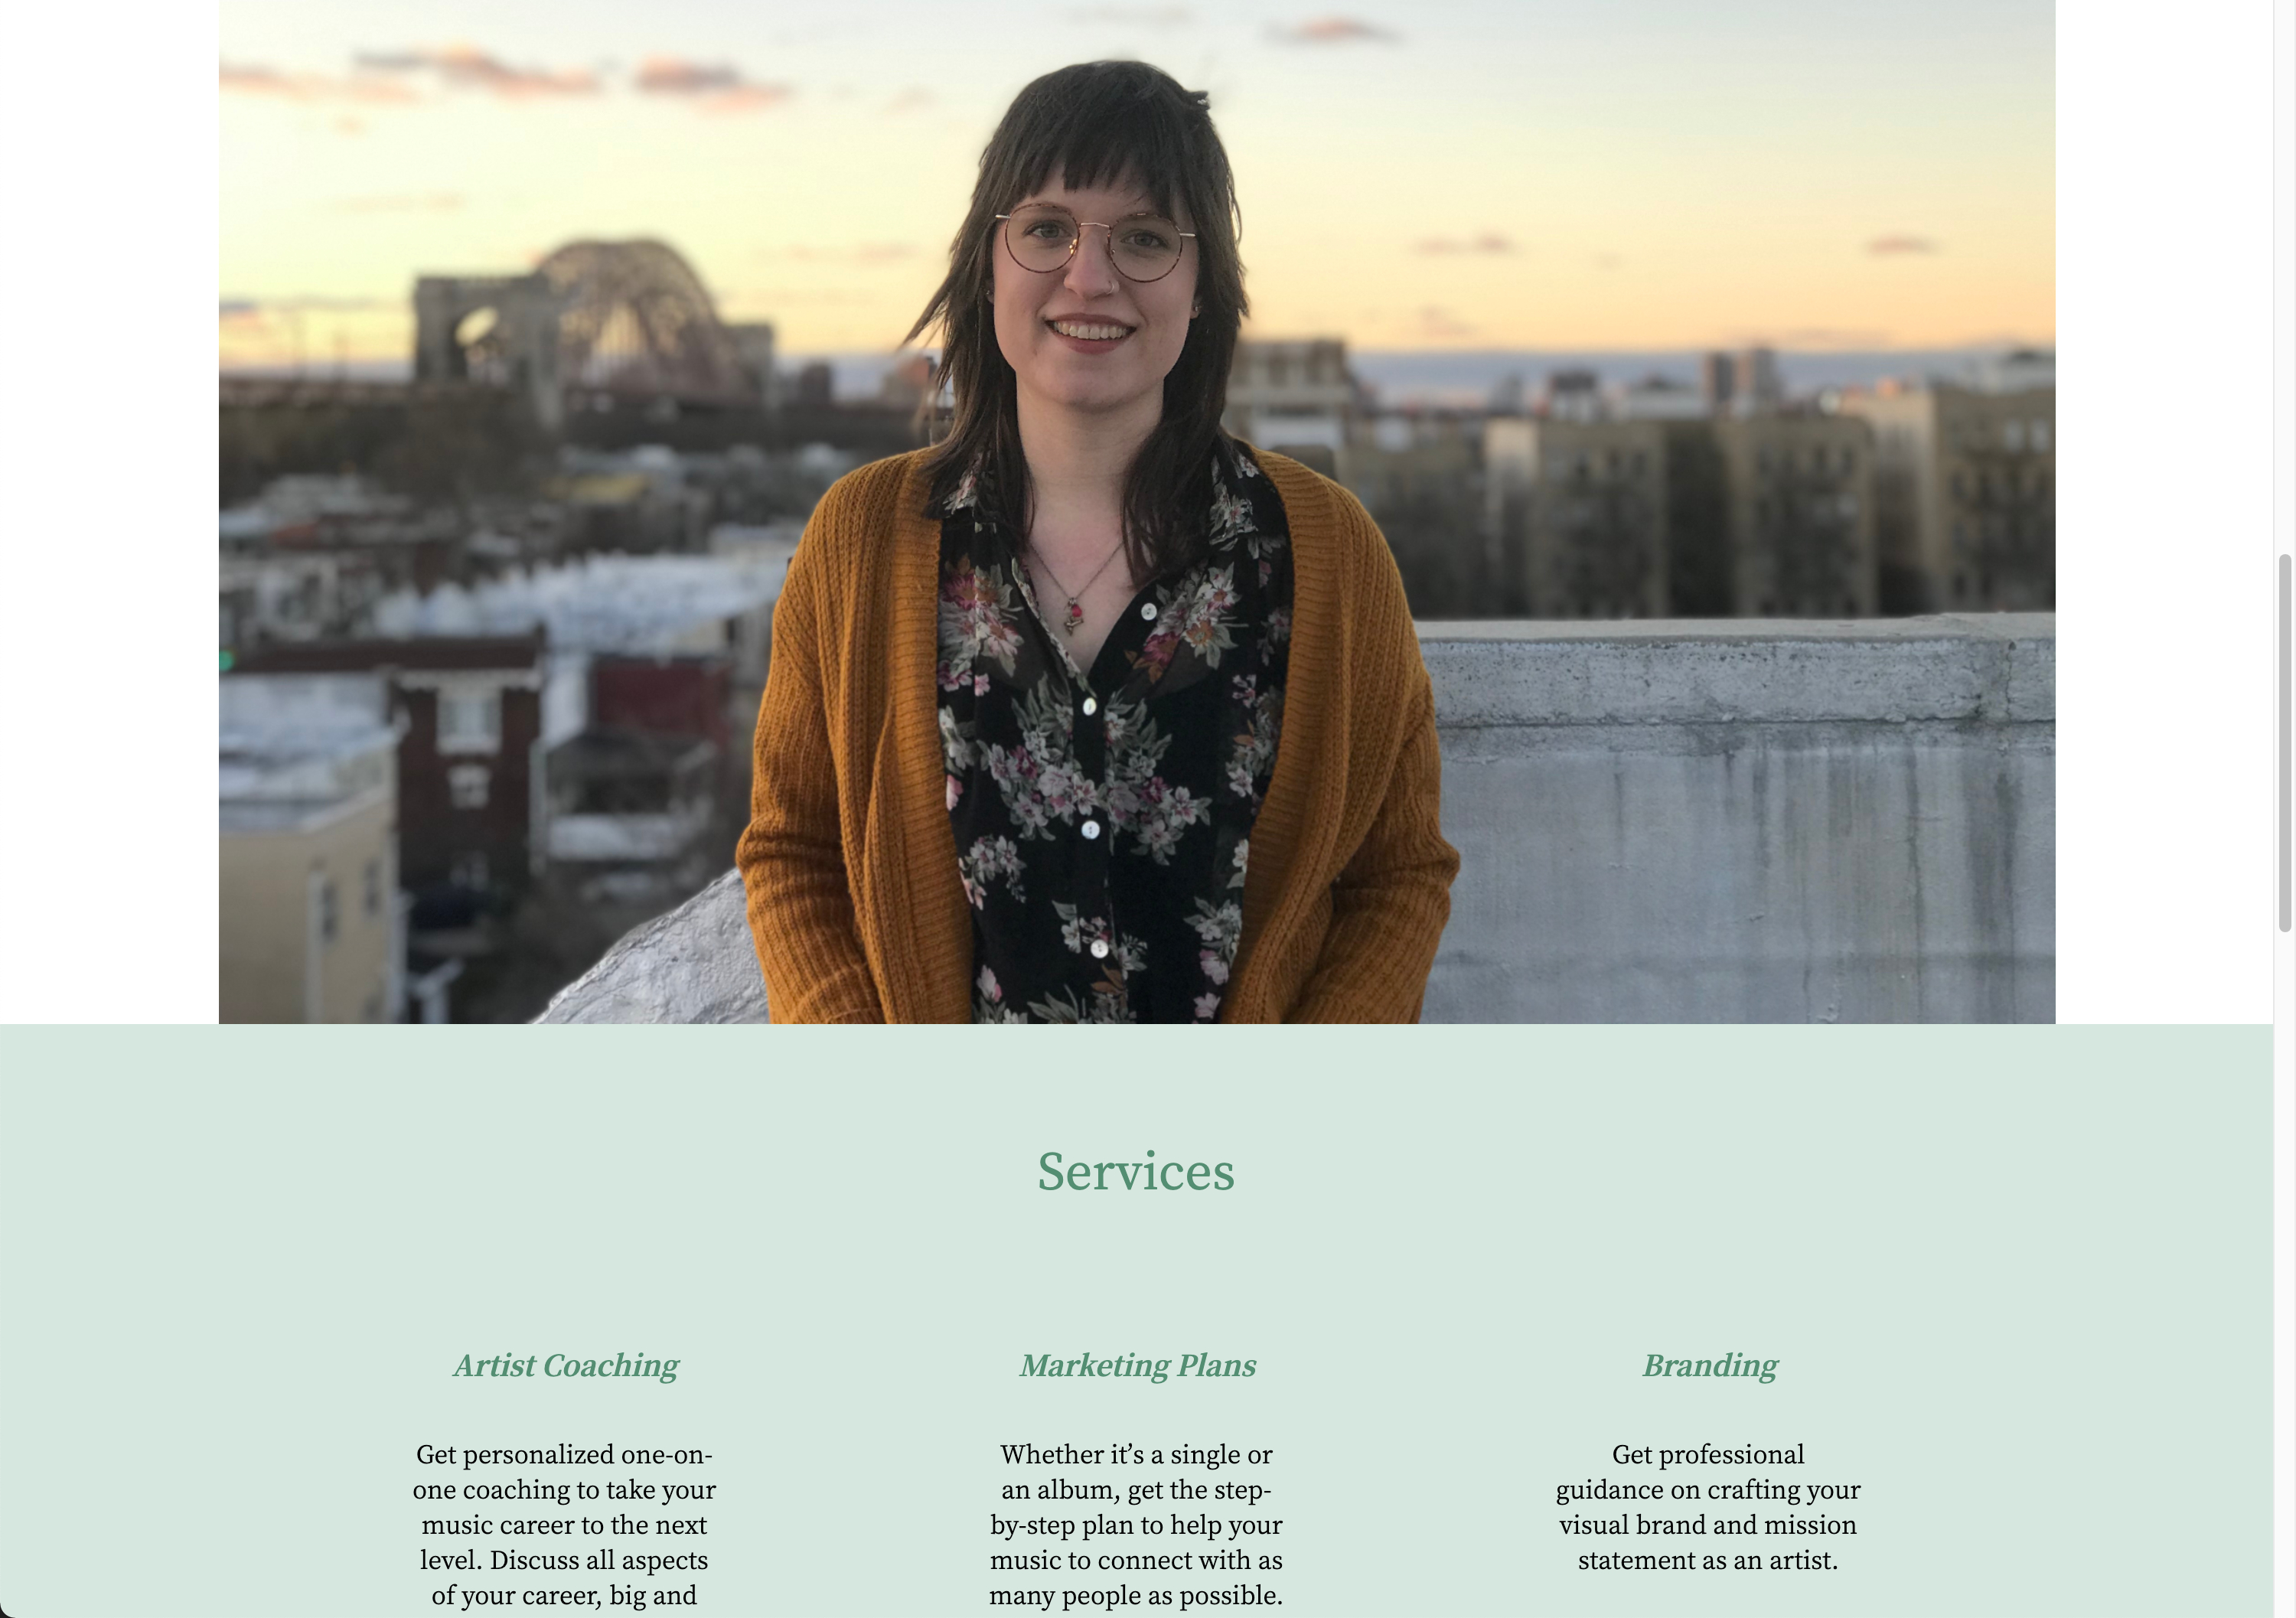 Services
Artist Coaching
Get personalized one-on-
one coaching to take your
music career to the next
level. Discuss all aspects
of your career, big and
Marketing Plans
Whether it’s a single or
an album, get the step-
by-step plan to help your
music to connect with as
many people as possible.
Branding
Get professional
guidance on crafting your
visual brand and mission
statement as an artist.